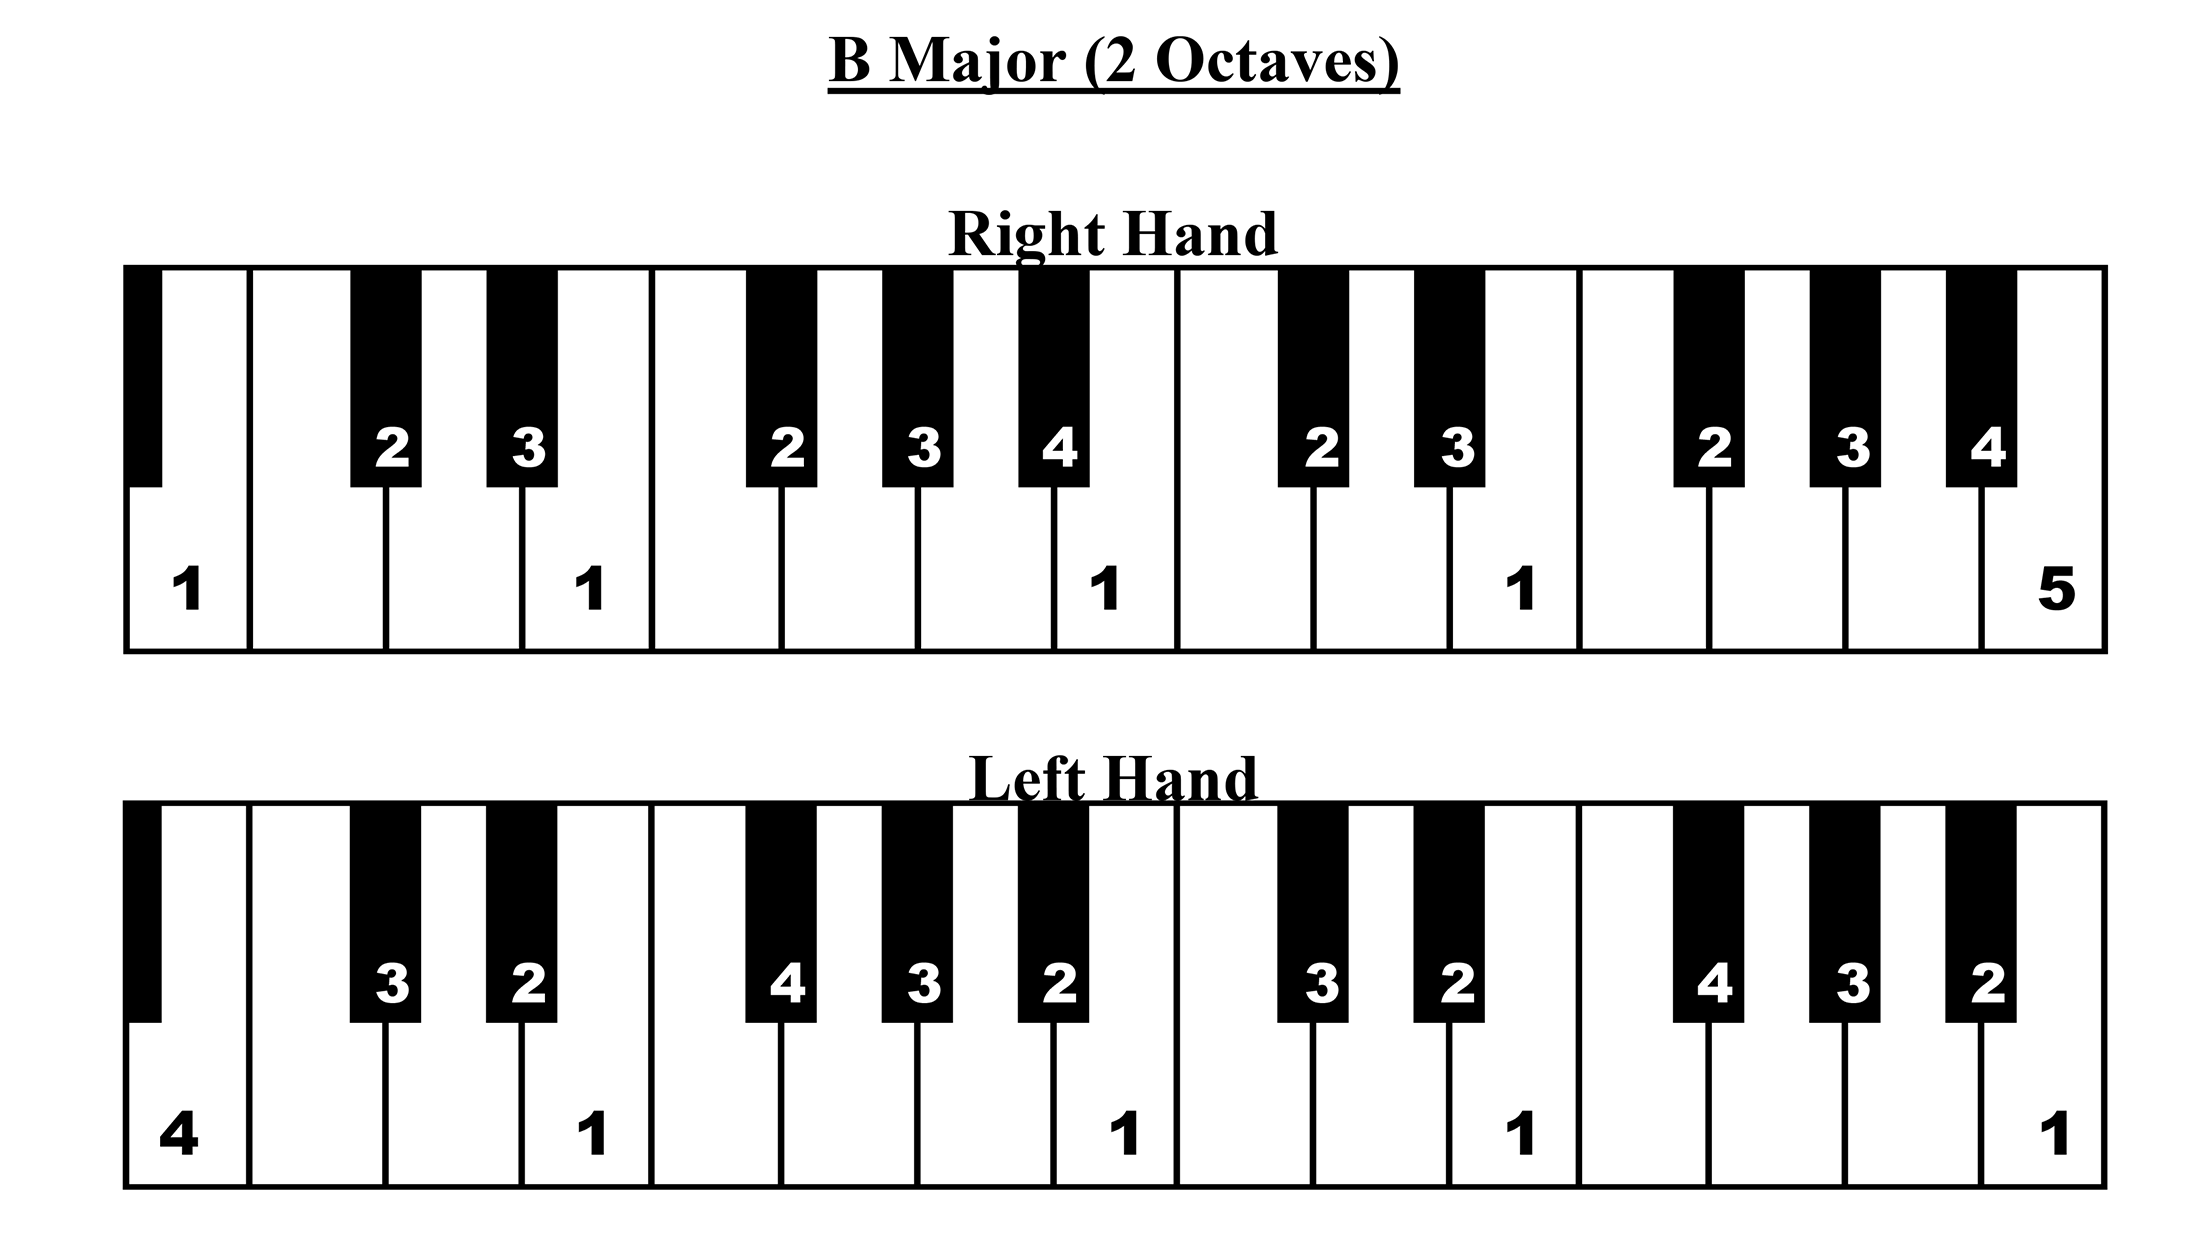 B Major (2 Octaves)
Right Hand
2 3 2 3 4 2 3 2 3 4
1 1 1 1 5
Left Hand
3 2 4 3 2 3 2 4 3 2
4 1 1 1 1